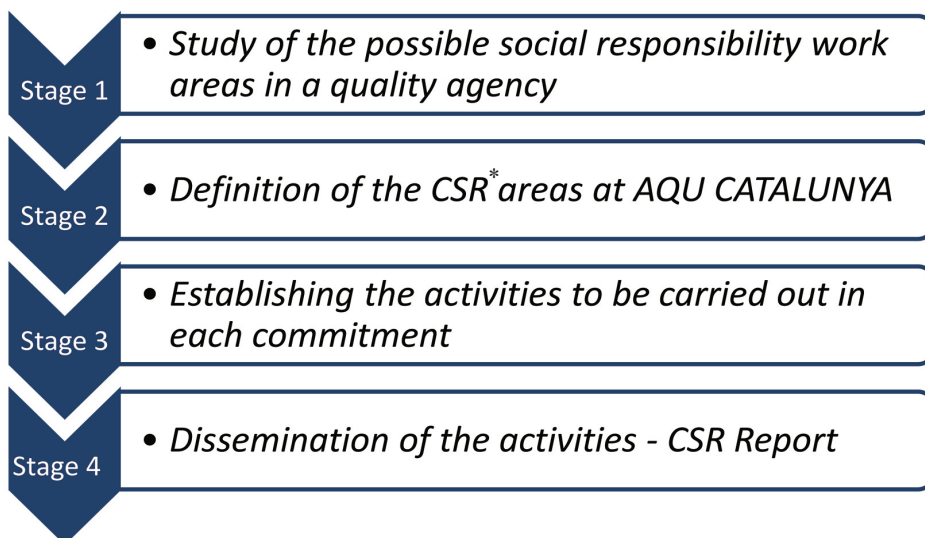 Stage 1
• Study of the possible social responsibility work
areas in a quality agency
Stage 2
• Definition of the CSR* areas at AQU CATALUNYA
Stage 3
• Establishing the activities to be carried out in
each commitment
Stage 4
• Dissemination of the activities - CSR Report